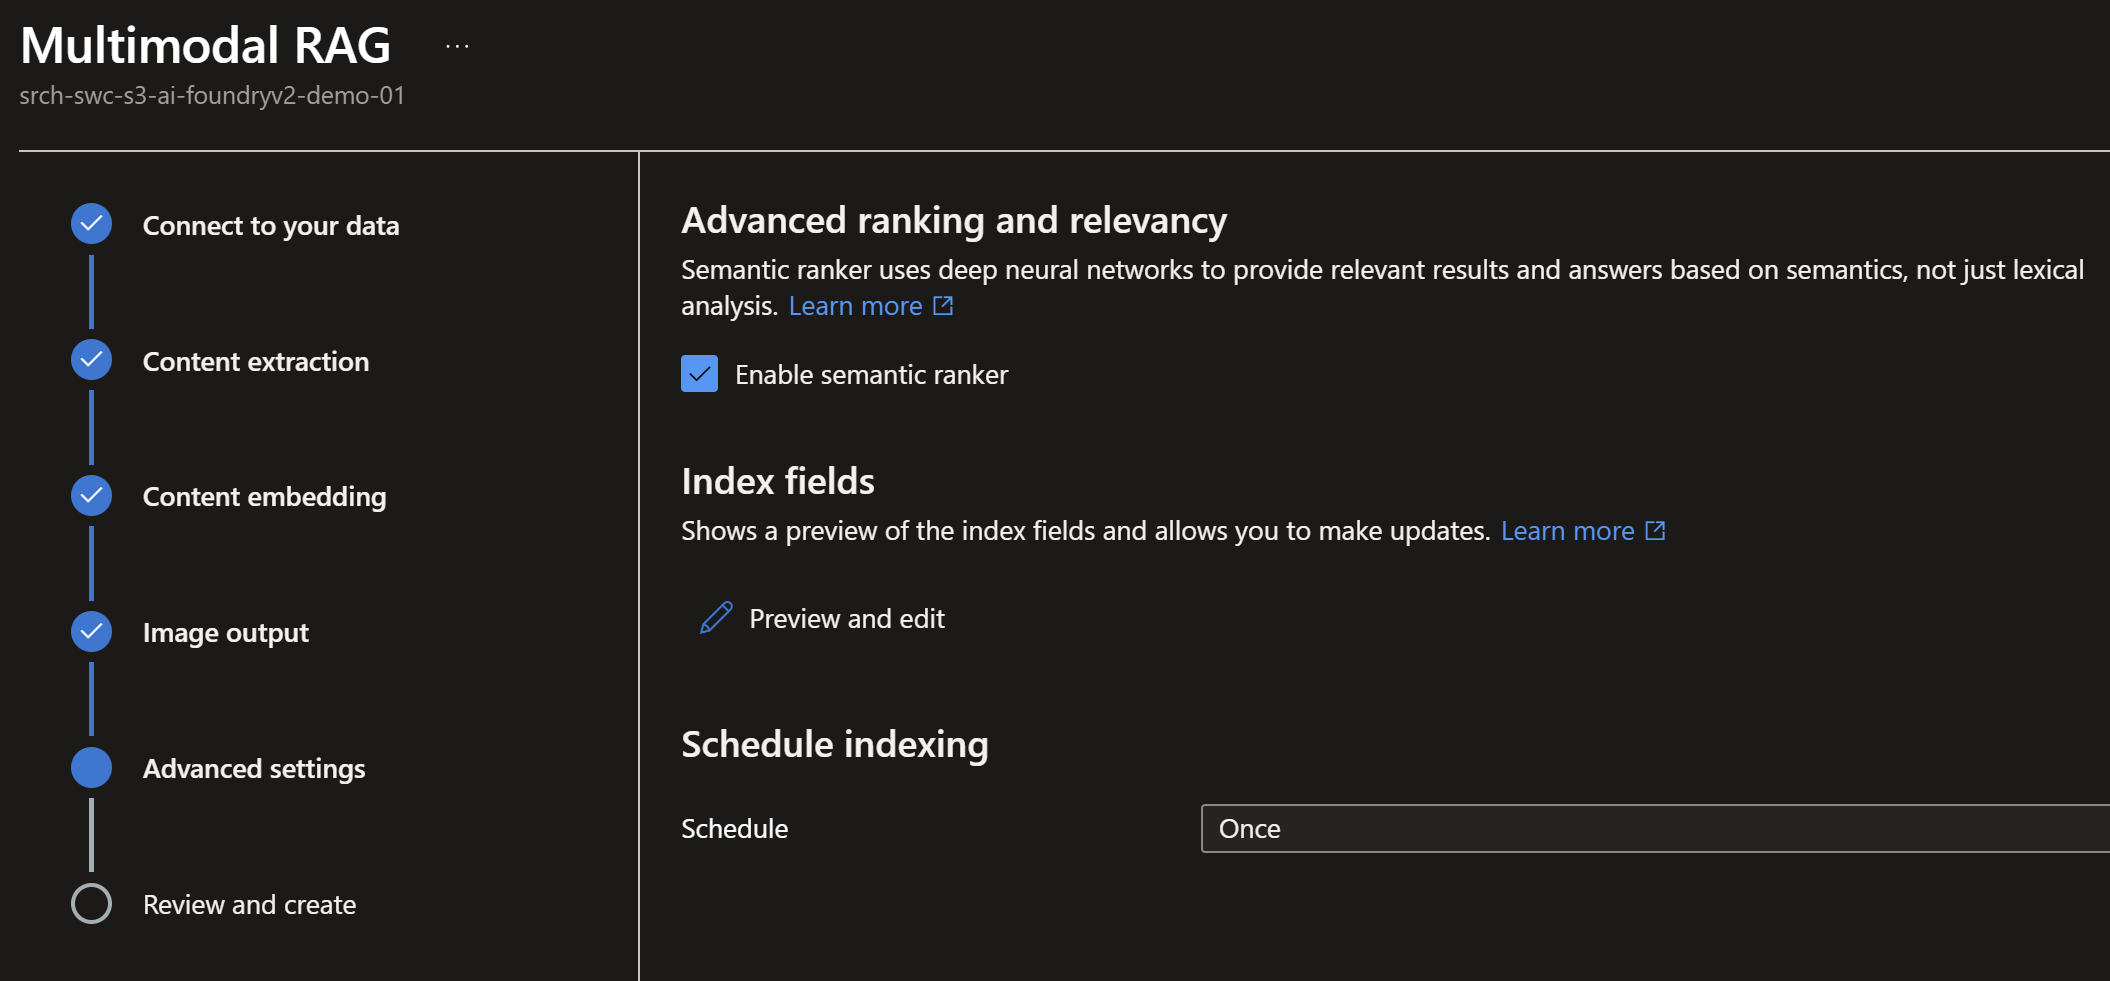 Multimodal RAG
srch-swc-s3-ai-foundryv2-demo-01
Connect to your data
Content extraction
Content embedding
Image output
Advanced settings
Review and create
Advanced ranking and relevancy
Semantic ranker uses deep neural networks to provide relevant results and answers based on semantics, not just lexical
analysis. Learn more
Enable semantic ranker
Index fields
Shows a preview of the index fields and allows you to make updates. Learn more
Preview and edit
Schedule indexing
Schedule
Once